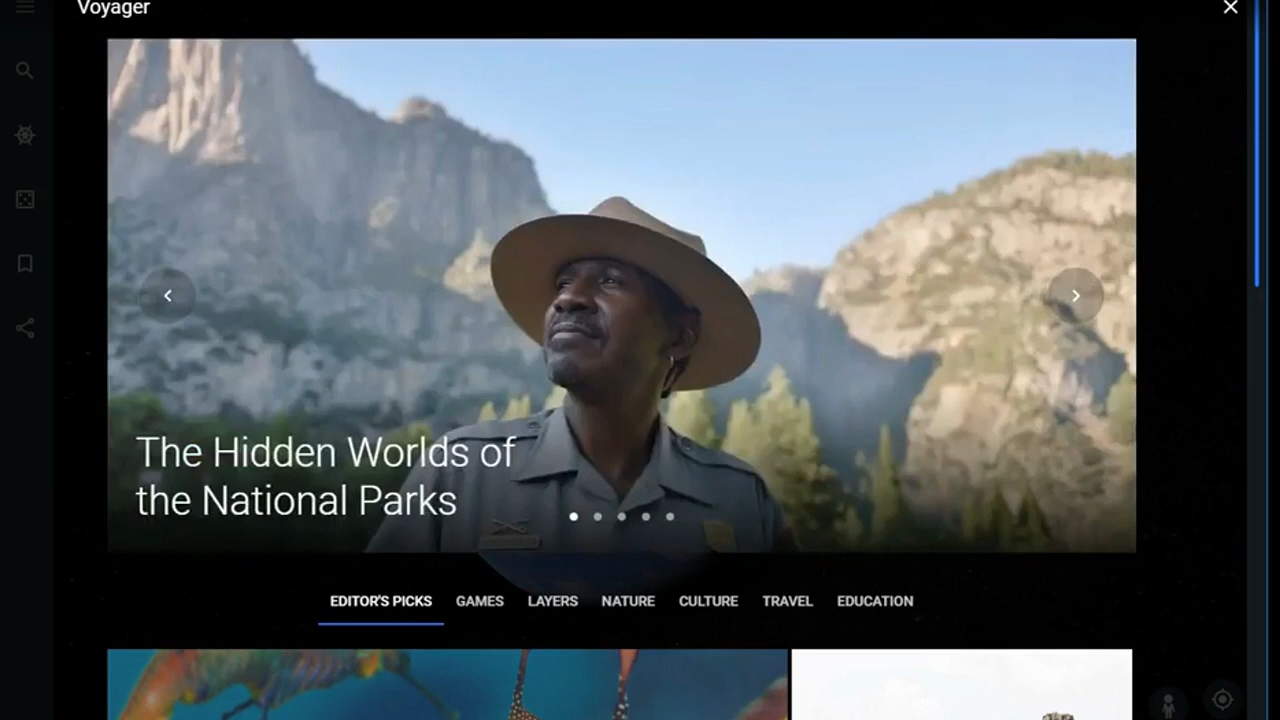 Voyager
The Hidden Worlds of
the National Parks
EDITOR'S PICKS GAMES LAYERS NATURE CULTURE TRAVEL EDUCATION